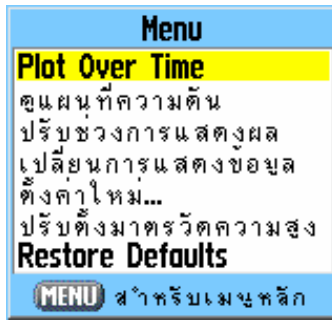 Menu
Plot Over Time
ดูแผนที่ความดัน
ปรับช่วงการแสดงผล
เปลี่ยนการแสดงข้อมูล
ตั้งค่าใหม่...
ปรับตั้งมาตรวัดความสูง
Restore Defaults
MENU สำหรับเมนูหลัก